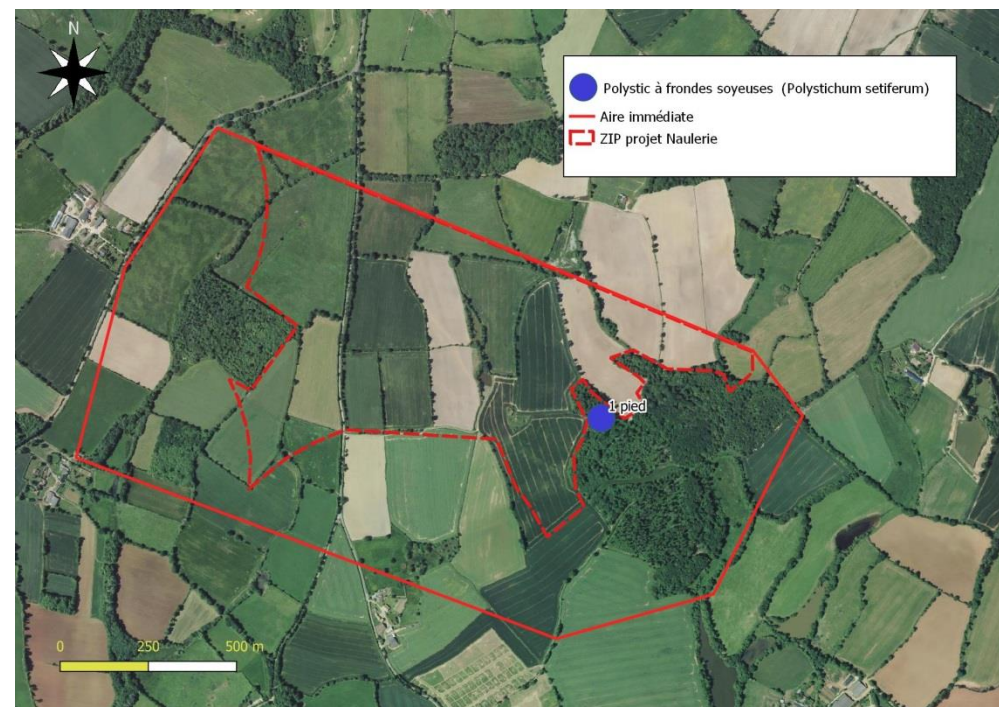 N
Polystic à frondes soyeuses (Polystichum setiferum)
Aire immédiate
ZIP projet Naulerie
1 pied
0 250 500 m